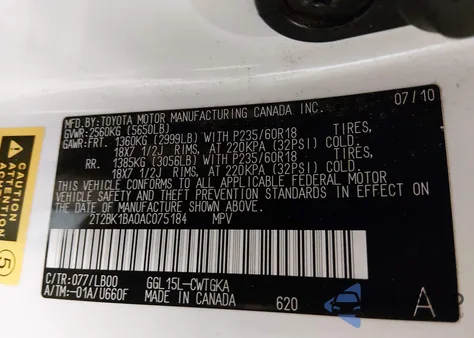 MFD.BY:TOYOTA MOTOR MANUFACTURING CANADA INC. 07/10
GVWR:2560KG (5650LB)
GAWR:FRT. 1360KG (2999LB) WITH P235/60R18 TIRES,
18X7 1/2J RIMS, AT 220KPA (32PSI) COLD.
RR. 1385KG (3056LB) WITH P235/60R18 TIRES,
18X7 1/2J RIMS, AT 220KPA (32PSI) COLD.
THIS VEHICLE CONFORMS TO ALL APPLICABLE FEDERAL MOTOR
VEHICLE SAFETY AND THEFT PREVENTION STANDARDS IN EFFECT ON
THE DATE OF MANUFACTURE SHOWN ABOVE.
2T2BK1BA0AC075184 MPV
C/TR:077/LB00 GGL15L-CWTGKA
A/TM:-01A/U660F MADE IN CANADA 620 A
ATTENTION
5